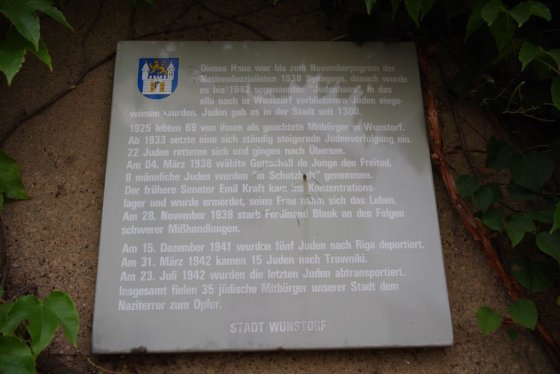 Dieses Haus war bis zum Novemberpogrom der
Nationalsozialisten 1938 Synagoge, danach wurde
es bis 1942 sogenanntes "Judenhaus", in das
alle noch in Wunstorf verbliebenen Juden einge-
wiesen wurden. Juden gab es in der Stadt seit 1300.
1925 lebten 69 von ihnen als geachtete Mitbürger in Wunstorf.
Ab 1933 setzte eine sich ständig steigernde Judenverfolgung ein.
22 Juden retteten sich und gingen nach Übersee.
Am 04. März 1938 wählte Gottschall de Jonge den Freitod,
8 männliche Juden wurden "in Schutzhaft" genommen.
Der frühere Senator Emil Kraft kam ins Konzentrations-
lager und wurde ermordet, seine Frau nahm sich das Leben.
Am 28. November 1938 starb Ferdinend Blank an den Folgen
schwerer Mißhandlungen.
Am 15. Dezember 1941 wurden fünf Juden nach Riga deportiert.
Am 31. März 1942 kamen 15 Juden nach Trawniki.
Am 23. Juli 1942 wurden die letzten Juden abtransportiert.
Insgesamt fielen 35 jüdische Mitbürger unserer Stadt dem
Naziterror zum Opfer.
STADT WUNSTORF